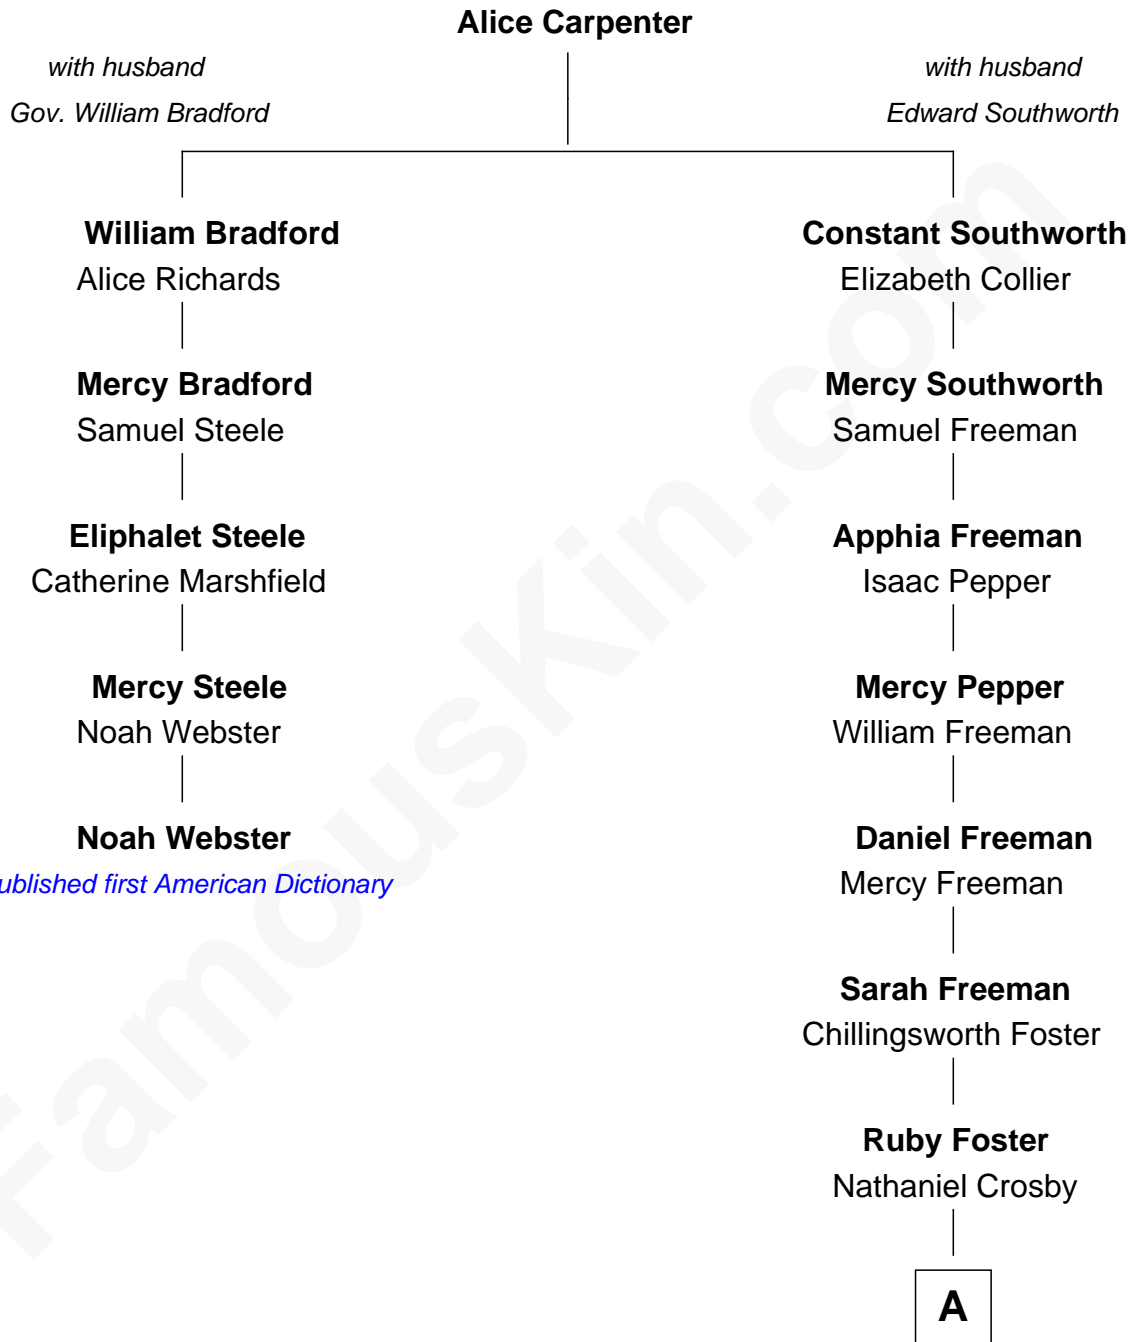 Alice Carpenter
with husband
Gov. William Bradford
with husband
Edward Southworth
William Bradford
Alice Richards
Constant Southworth
Elizabeth Collier
Mercy Bradford
Samuel Steele
Mercy Southworth
Samuel Freeman
Eliphalet Steele
Catherine Marshfield
Apphia Freeman
Isaac Pepper
Mercy Steele
Noah Webster
Mercy Pepper
William Freeman
Noah Webster
ublished first American Dictionary
Daniel Freeman
Mercy Freeman
Sarah Freeman
Chillingsworth Foster
Ruby Foster
Nathaniel Crosby
A
FamousKin.com